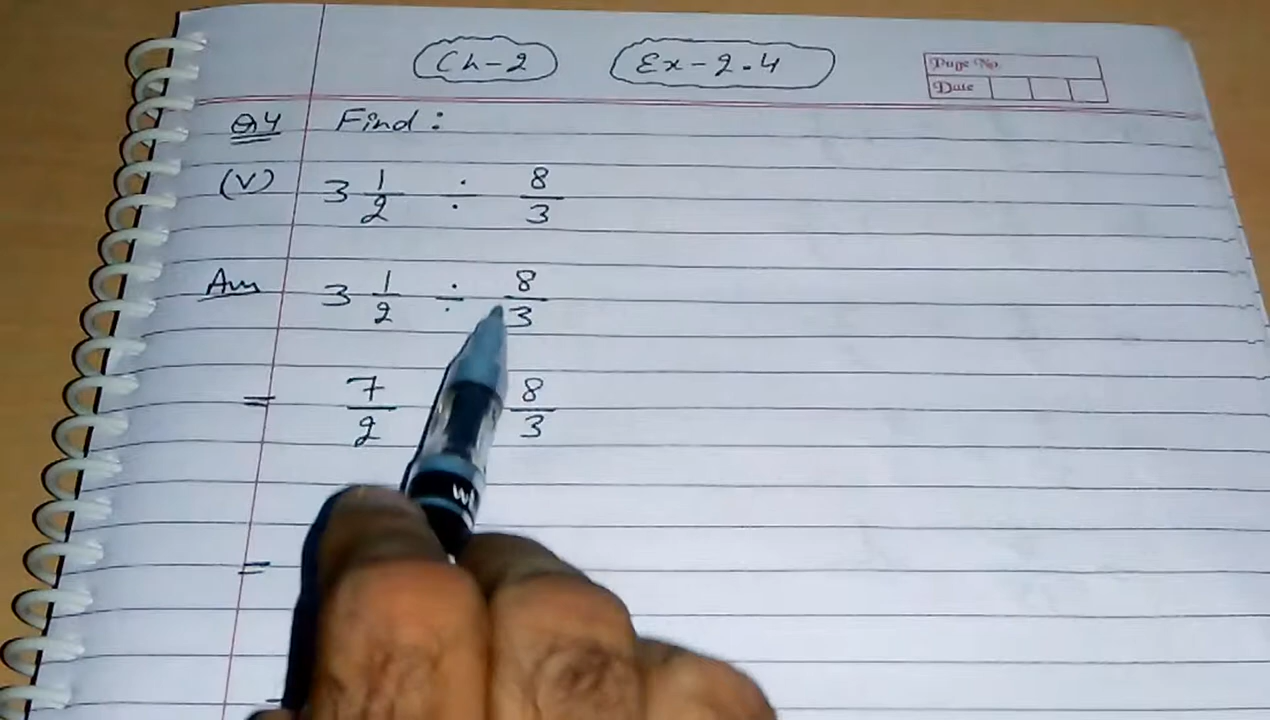 Ch-2 Ex-2.4
Page No.
Date
Q4 Find:
(V) 3 1/2 ÷ 8/3
Ans 3 1/2 ÷ 8/3
= 7/2 8/3
=